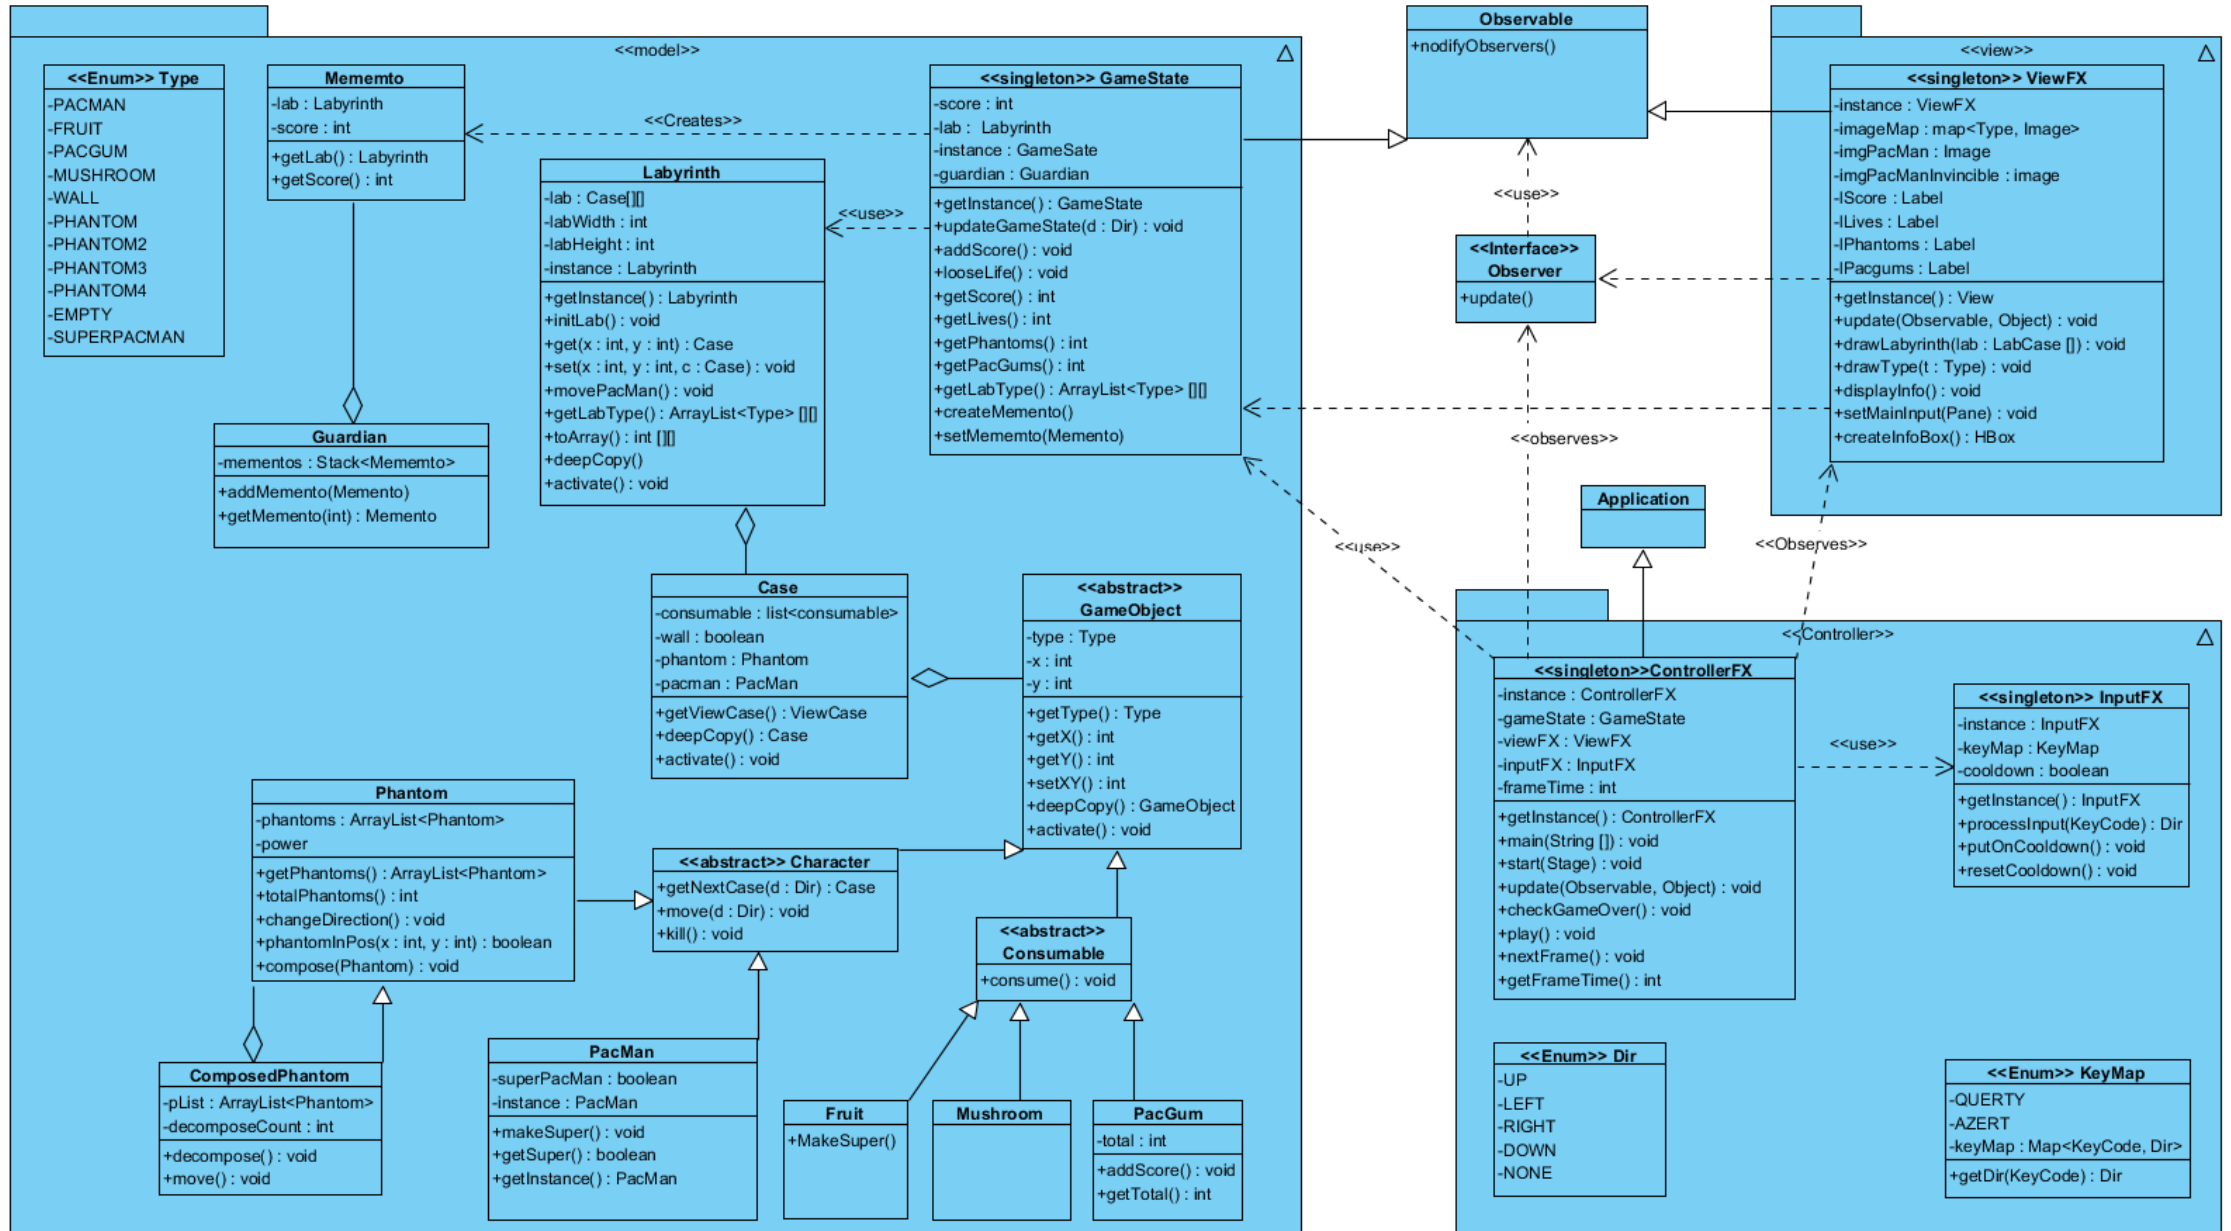 <<model>>
<<Enum>> Type
-PACMAN
-FRUIT
-PACGUM
-MUSHROOM
-WALL
-PHANTOM
-PHANTOM2
-PHANTOM3
-PHANTOM4
-EMPTY
-SUPERPACMAN
Mememto
-lab : Labyrinth
-score : int
+getLab() : Labyrinth
+getScore() : int
<<Creates>>
Guardian
-mementos : Stack<Mememto>
+addMemento(Memento)
+getMemento(int) : Memento
Labyrinth
-lab : Case[][]
-labWidth : int
-labHeight : int
-instance : Labyrinth
+getInstance() : Labyrinth
+initLab() : void
+get(x : int, y : int) : Case
+set(x : int, y : int, c : Case) : void
+movePacMan() : void
+getLabType() : ArrayList<Type> [][]
+toArray() : int [][]
+deepCopy()
+activate() : void
<<use>>
<<singleton>> GameState
-score : int
-lab :  Labyrinth
-instance : GameSate
-guardian : Guardian
+getInstance() : GameState
+updateGameState(d : Dir) : void
+addScore() : void
+looseLife() : void
+getScore() : int
+getLives() : int
+getPhantoms() : int
+getPacGums() : int
+getLabType() : ArrayList<Type> [][]
+createMemento()
+setMememto(Memento)
Case
-consumable : list<consumable>
-wall : boolean
-phantom : Phantom
-pacman : PacMan
+getViewCase() : ViewCase
+deepCopy() : Case
+activate() : void
<<abstract>>
GameObject
-type : Type
-x : int
-y : int
+getType() : Type
+getX() : int
+getY() : int
+setXY() : int
+deepCopy() : GameObject
+activate() : void
Phantom
-phantoms : ArrayList<Phantom>
-power
+getPhantoms() : ArrayList<Phantom>
+totalPhantoms() : int
+changeDirection() : void
+phantomInPos(x : int, y : int) : boolean
+compose(Phantom) : void
<<abstract>> Character
+getNextCase(d : Dir) : Case
+move(d : Dir) : void
+kill() : void
<<abstract>>
Consumable
+consume() : void
ComposedPhantom
-pList : ArrayList<Phantom>
-decomposeCount : int
+decompose() : void
+move() : void
PacMan
-superPacMan : boolean
-instance : PacMan
+makeSuper() : void
+getSuper() : boolean
+getInstance() : PacMan
Fruit
+MakeSuper()
Mushroom
PacGum
-total : int
+addScore() : void
+getTotal() : int
Observable
+nodifyObservers()
<<use>>
<<Interface>>
Observer
+update()
<<observes>>
<<use>>
Application
<<Observes>>
<<view>>
<<singleton>> ViewFX
-instance : ViewFX
-imageMap : map<Type, Image>
-imgPacMan : Image
-imgPacManInvincible : image
-lScore : Label
-lLives : Label
-lPhantoms : Label
-lPacgums : Label
+getInstance() : View
+update(Observable, Object) : void
+drawLabyrinth(lab : LabCase []) : void
+drawType(t : Type) : void
+displayInfo() : void
+setMainInput(Pane) : void
+createInfoBox() : HBox
<<Controller>>
<<singleton>>ControllerFX
-instance : ControllerFX
-gameState : GameState
-viewFX : ViewFX
-inputFX : InputFX
-frameTime : int
+getInstance() : ControllerFX
+main(String []) : void
+start(Stage) : void
+update(Observable, Object) : void
+checkGameOver() : void
+play() : void
+nextFrame() : void
+getFrameTime() : int
<<use>>
<<singleton>> InputFX
-instance : InputFX
-keyMap : KeyMap
-cooldown : boolean
+getInstance() : InputFX
+processInput(KeyCode) : Dir
+putOnCooldown() : void
+resetCooldown() : void
<<Enum>> Dir
-UP
-LEFT
-RIGHT
-DOWN
-NONE
<<Enum>> KeyMap
-QUERTY
-AZERT
-keyMap : Map<KeyCode, Dir>
+getDir(KeyCode) : Dir